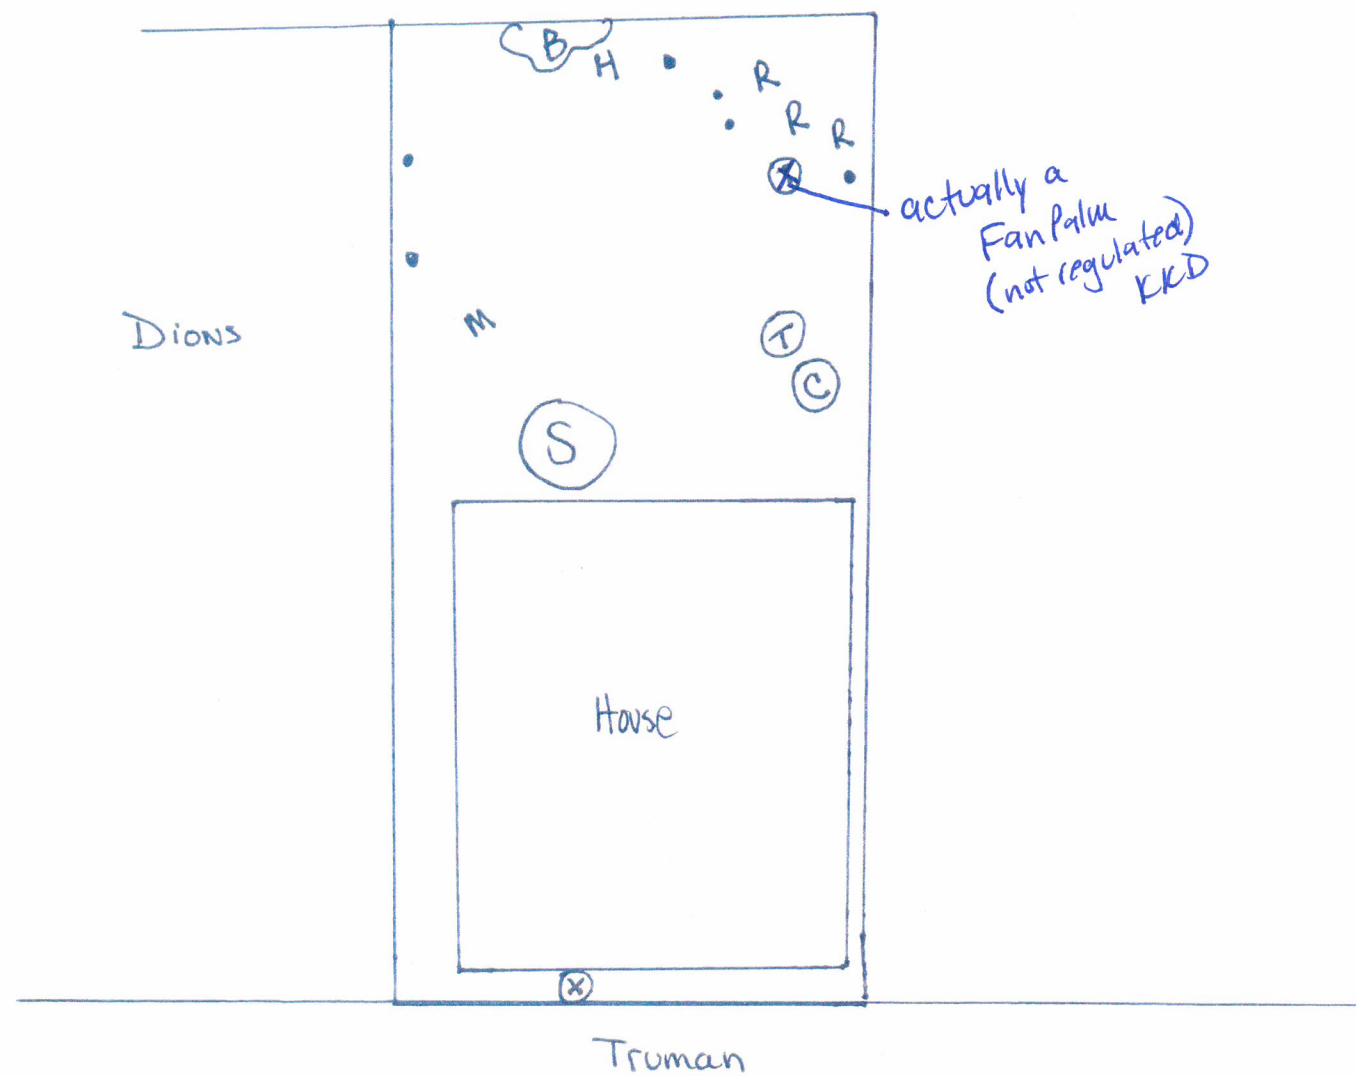 B
H
R
R
R
X
actually a
Fan Palm
(not regulated)
KKD
Dions
M
T
C
S
House
X
Truman